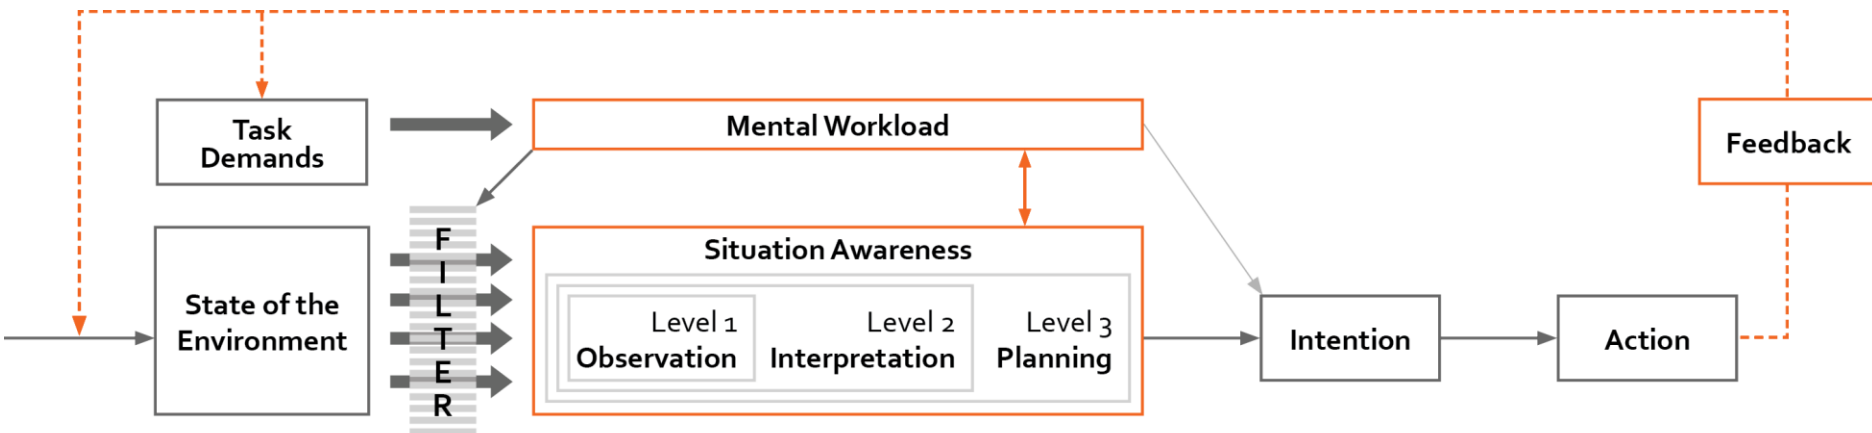 Task
Demands
Mental Workload
Feedback
State of the
Environment
FILTER
Situation Awareness
Level 1
Observation
Level 2
Interpretation
Level 3
Planning
Intention
Action